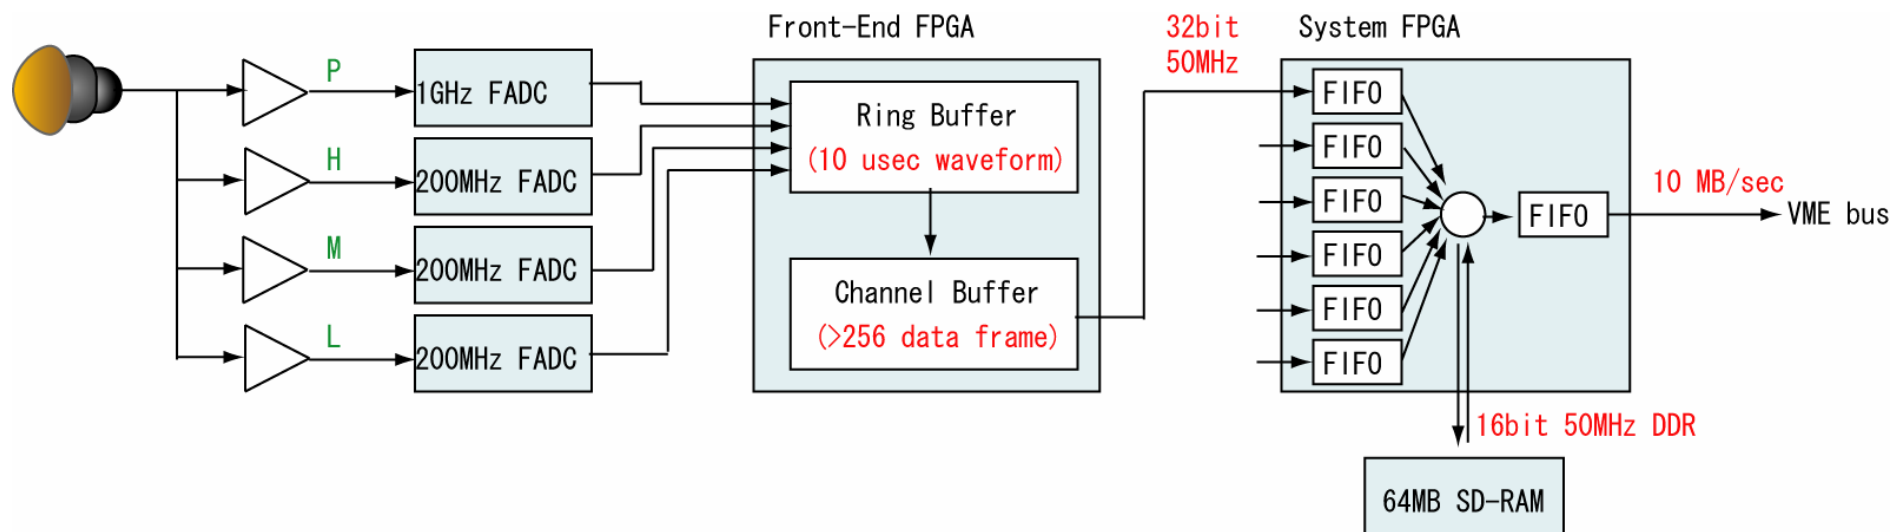 Front-End FPGA
32bit
50MHz
System FPGA
P
1GHz FADC
H
200MHz FADC
M
200MHz FADC
L
200MHz FADC
Ring Buffer
(10 usec waveform)
Channel Buffer
(>256 data frame)
FIFO
FIFO
FIFO
FIFO
FIFO
FIFO
FIFO
10 MB/sec
VME bus
16bit 50MHz DDR
64MB SD-RAM